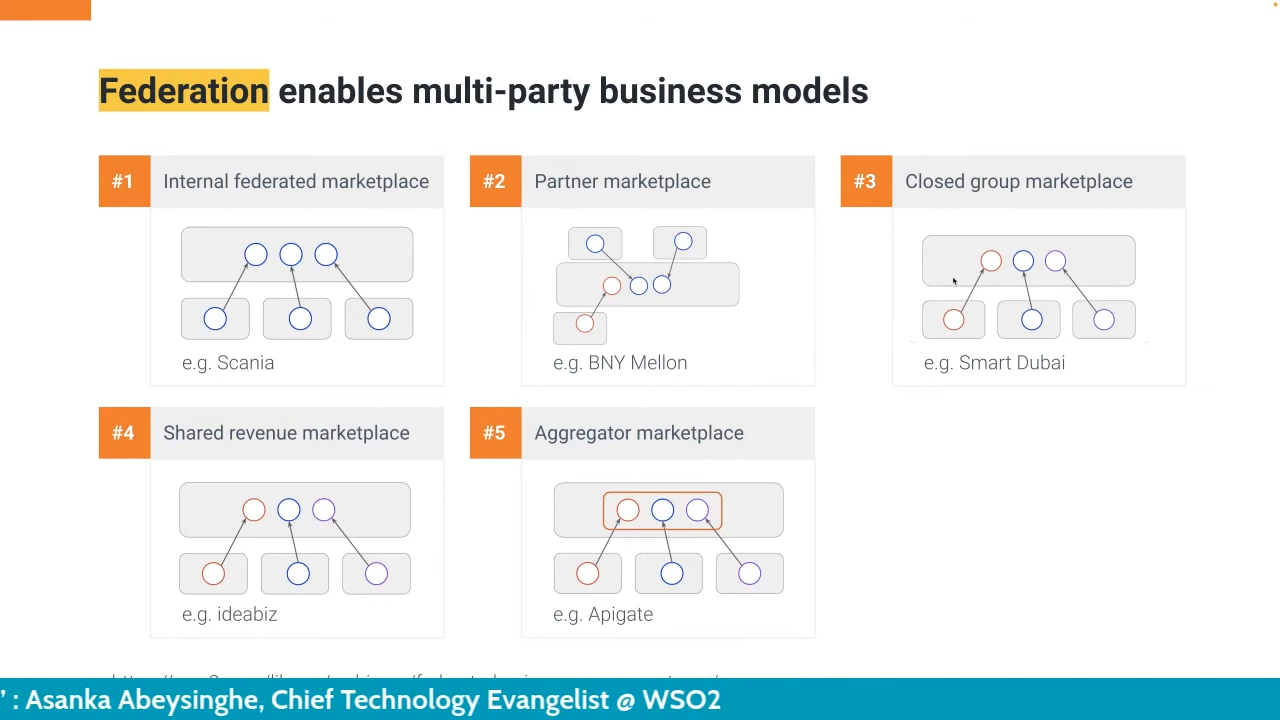 Federation enables multi-party business models
#1 Internal federated marketplace
e.g. Scania
#2 Partner marketplace
e.g. BNY Mellon
#3 Closed group marketplace
e.g. Smart Dubai
#4 Shared revenue marketplace
e.g. ideabiz
#5 Aggregator marketplace
e.g. Apigate
’ : Asanka Abeysinghe, Chief Technology Evangelist @ WSO2